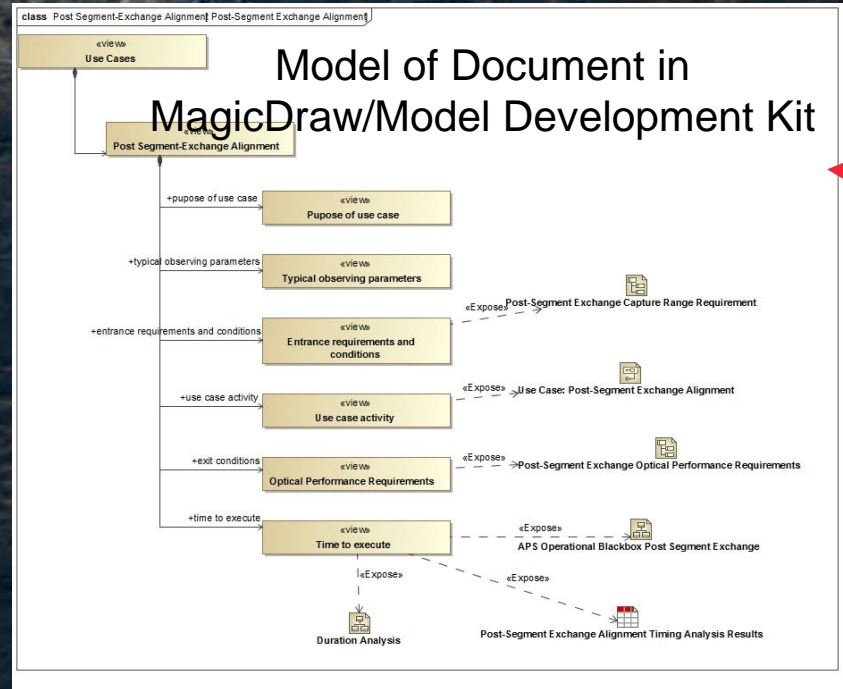 class Post Segment-Exchange Alignment[ Post-Segment Exchange Alignment]
«view»
Use Cases
Model of Document in
MagicDraw/Model Development Kit
«view»
Post Segment-Exchange Alignment
+pupose of use case
«view»
Pupose of use case
+typical observing parameters
«view»
Typical observing parameters
+entrance requirements and conditions
«view»
Entrance requirements and
conditions
«Expose»
Post-Segment Exchange Capture Range Requirement
+use case activity
«view»
Use case activity
«Expose»
Use Case: Post-Segment Exchange Alignment
+exit conditions
«view»
Optical Performance Requirements
«Expose»
Post-Segment Exchange Optical Performance Requirements
+time to execute
«view»
Time to execute
«Expose»
APS Operational Blackbox Post Segment Exchange
«Expose»
Duration Analysis
«Expose»
Post-Segment Exchange Alignment Timing Analysis Results